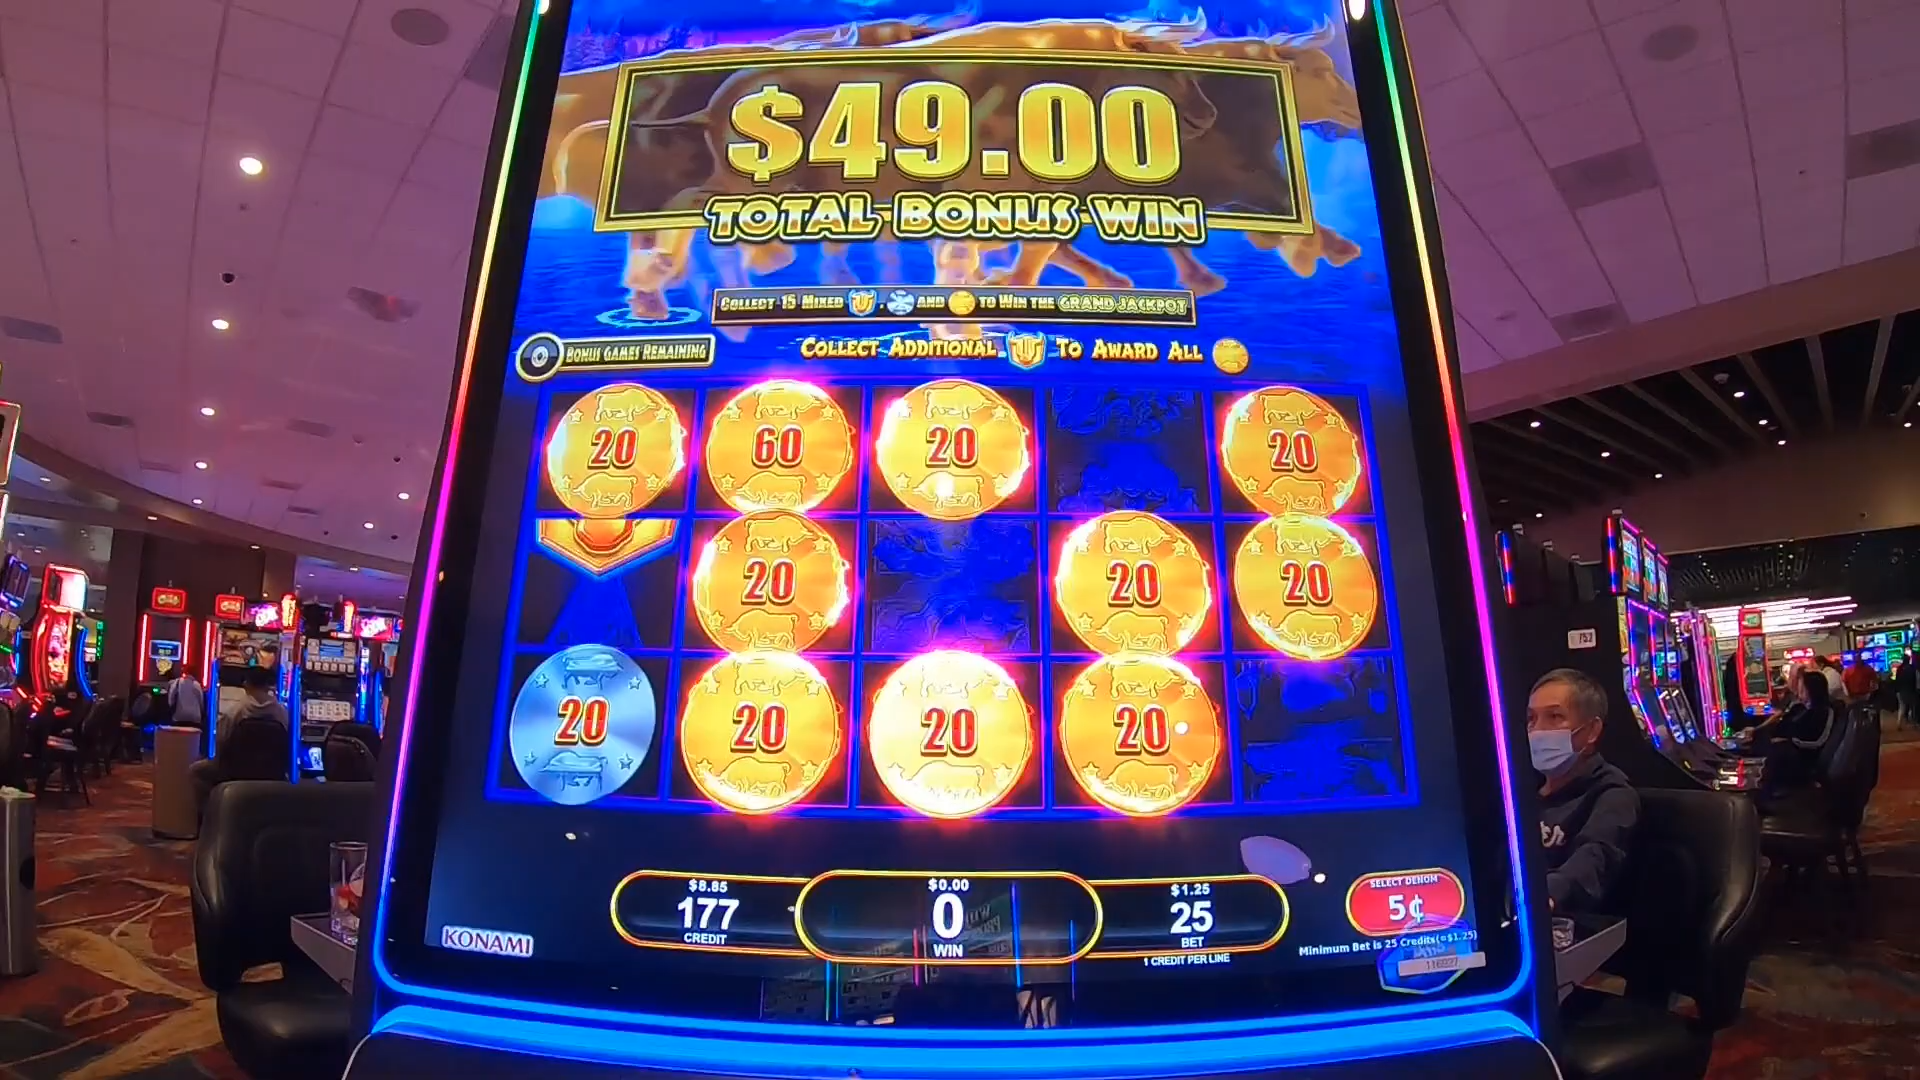 $49.00
TOTAL BONUS WIN
COLLECT 15 MIXED , AND TO WIN THE GRAND JACKPOT
BONUS GAMES REMAINING
COLLECT ADDITIONAL TO AWARD ALL
20 60 20 20
20 20 20
20 20 20 20
$8.85
177
CREDIT
$0.00
0
WIN
$1.25
25
BET
1 CREDIT PER LINE
SELECT DENOM
5¢
Minimum Bet is 25 Credits(=$1.25)
KONAMI
753